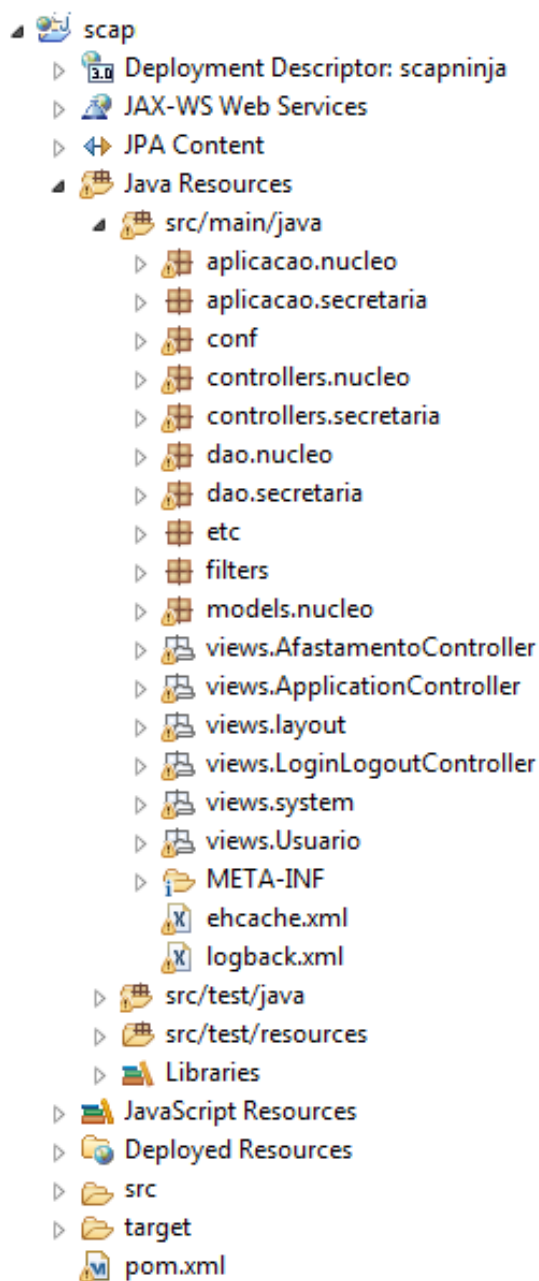 scap
3.0 Deployment Descriptor: scapninja
JAX-WS Web Services
JPA Content
Java Resources
src/main/java
aplicacao.nucleo
aplicacao.secretaria
conf
controllers.nucleo
controllers.secretaria
dao.nucleo
dao.secretaria
etc
filters
models.nucleo
views.AfastamentoController
views.ApplicationController
views.layout
views.LoginLogoutController
views.system
views.Usuario
META-INF
X ehcache.xml
X logback.xml
src/test/java
src/test/resources
Libraries
JavaScript Resources
Deployed Resources
src
target
M pom.xml